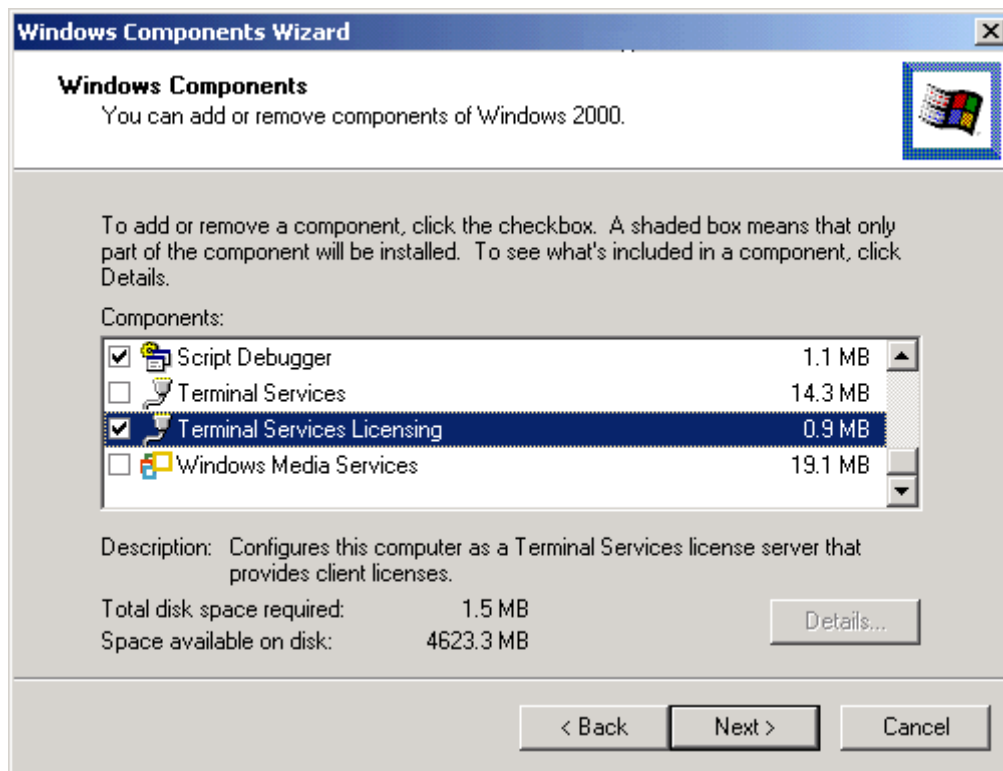 Windows Components Wizard
Windows Components
You can add or remove components of Windows 2000.
To add or remove a component, click the checkbox. A shaded box means that only
part of the component will be installed. To see what's included in a component, click
Details.
Components:
Script Debugger 1.1 MB
Terminal Services 14.3 MB
Terminal Services Licensing 0.9 MB
Windows Media Services 19.1 MB
Description: Configures this computer as a Terminal Services license server that
provides client licenses.
Total disk space required: 1.5 MB
Space available on disk: 4623.3 MB
Details...
< Back Next > Cancel